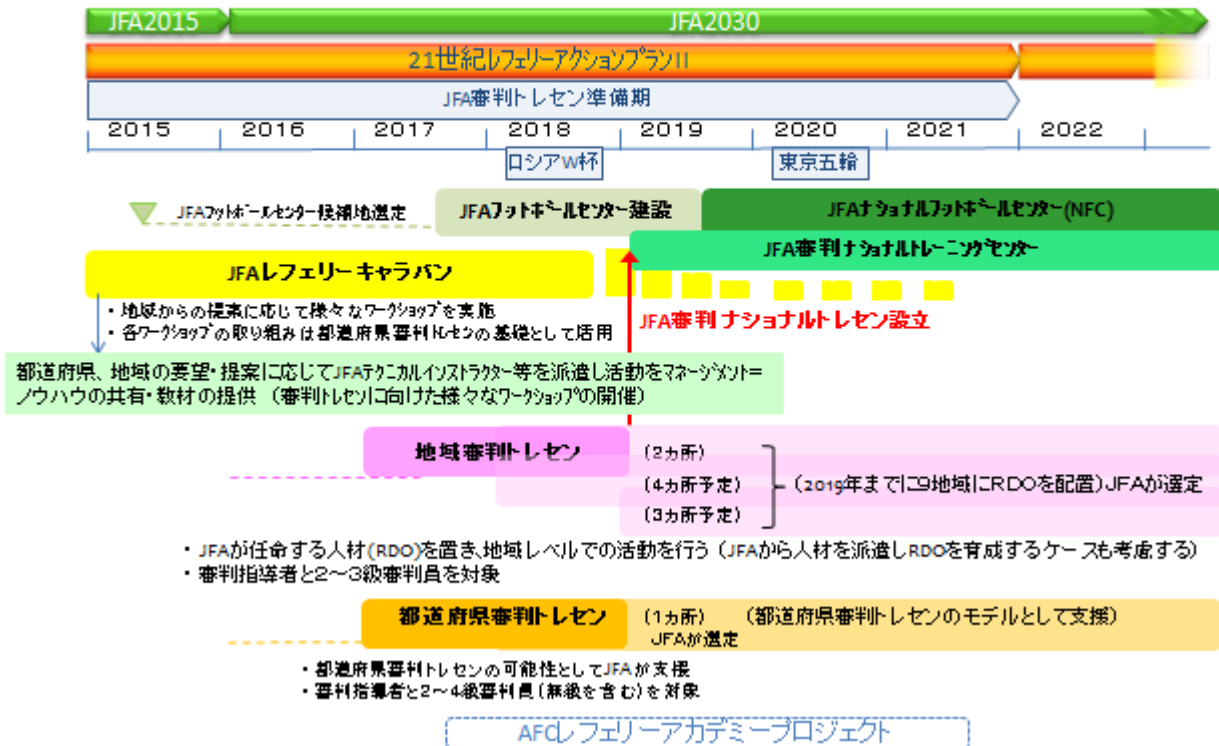 JFA2015
JFA2030
21世紀レフェリーアクションプランII
JFA審判トレセン準備期
2015 2016 2017 2018 2019 2020 2021 2022
ロシアW杯
東京五輪
JFAフットボールセンター候補地選定
JFAフットボールセンター建設
JFAナショナルフットボールセンター(NFC)
JFA審判ナショナルトレーニングセンター
JFAレフェリーキャラバン
・地域からの提案に応じて様々なワークショップを実施
・各ワークショップの取り組みは都道府県審判トレセンの基礎として活用
JFA審判ナショナルトレセン設立
都道府県、地域の要望・提案に応じてJFAテクニカルインストラクター等を派遣し活動をマネージメント=
ノウハウの共有・教材の提供 (審判トレセンに向けた様々なワークショップの開催)
地域審判トレセン
(2カ所)
(4カ所予定)
(3カ所予定)
(2019年までに9地域にRDOを配置)JFAが選定
・JFAが任命する人材(RDO)を置き、地域レベルでの活動を行う (JFAから人材を派遣しRDOを育成するケースも考慮する)
・審判指導者と2～3級審判員を対象
都道府県審判トレセン
(1カ所) (都道府県審判トレセンのモデルとして支援)
JFAが選定
・都道府県審判トレセンの可能性としてJFAが支援
・審判指導者と2～4級審判員(無級を含む)を対象
AFCレフェリーアカデミープロジェクト